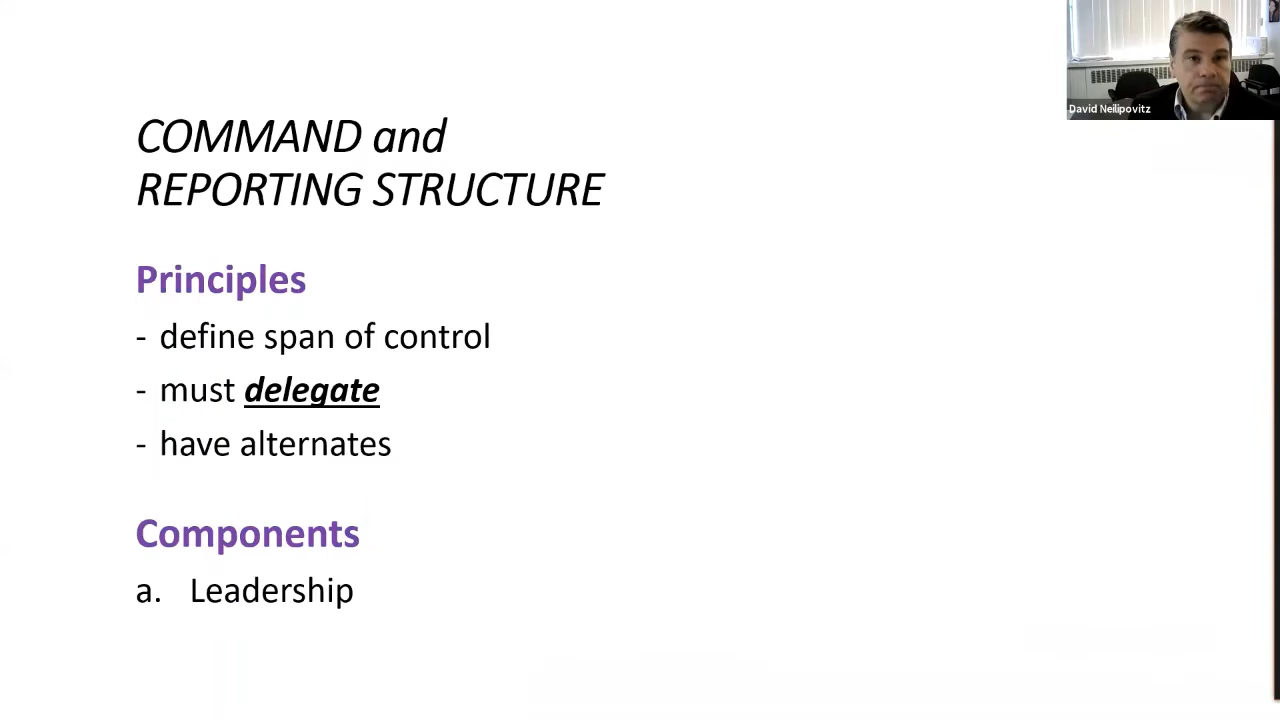 David Neilipovitz
COMMAND and
REPORTING STRUCTURE
Principles
- define span of control
- must delegate
- have alternates
Components
a. Leadership